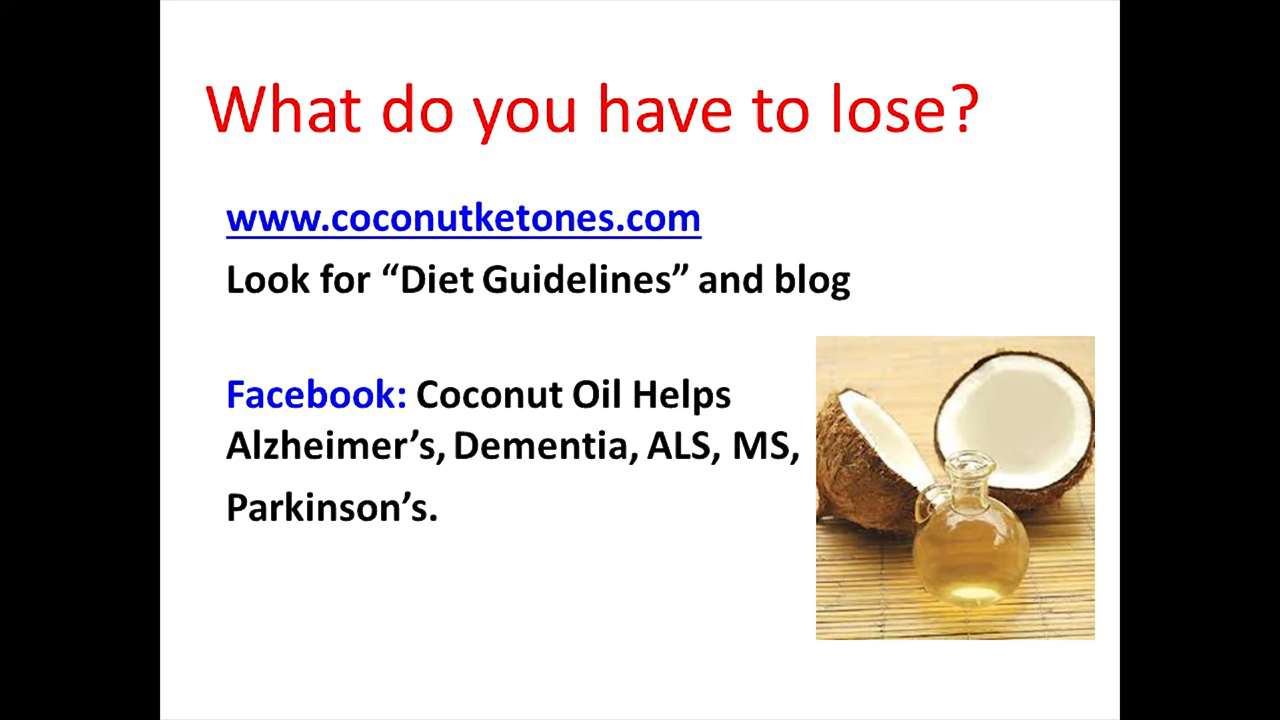 What do you have to lose?
www.coconutketones.com
Look for “Diet Guidelines” and blog
Facebook: Coconut Oil Helps
Alzheimer’s, Dementia, ALS, MS,
Parkinson’s.